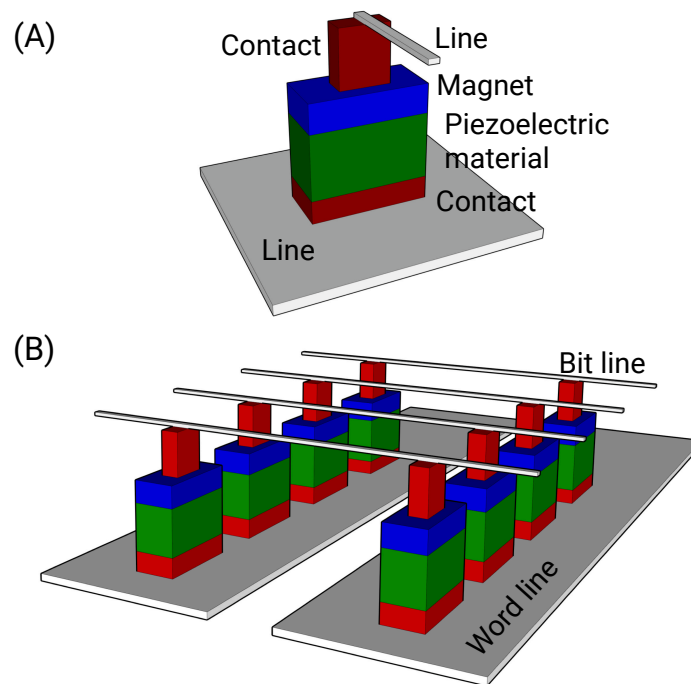 (A)
Contact
Line
Magnet
Piezoelectric
material
Contact
Line
(B)
Bit line
Word line